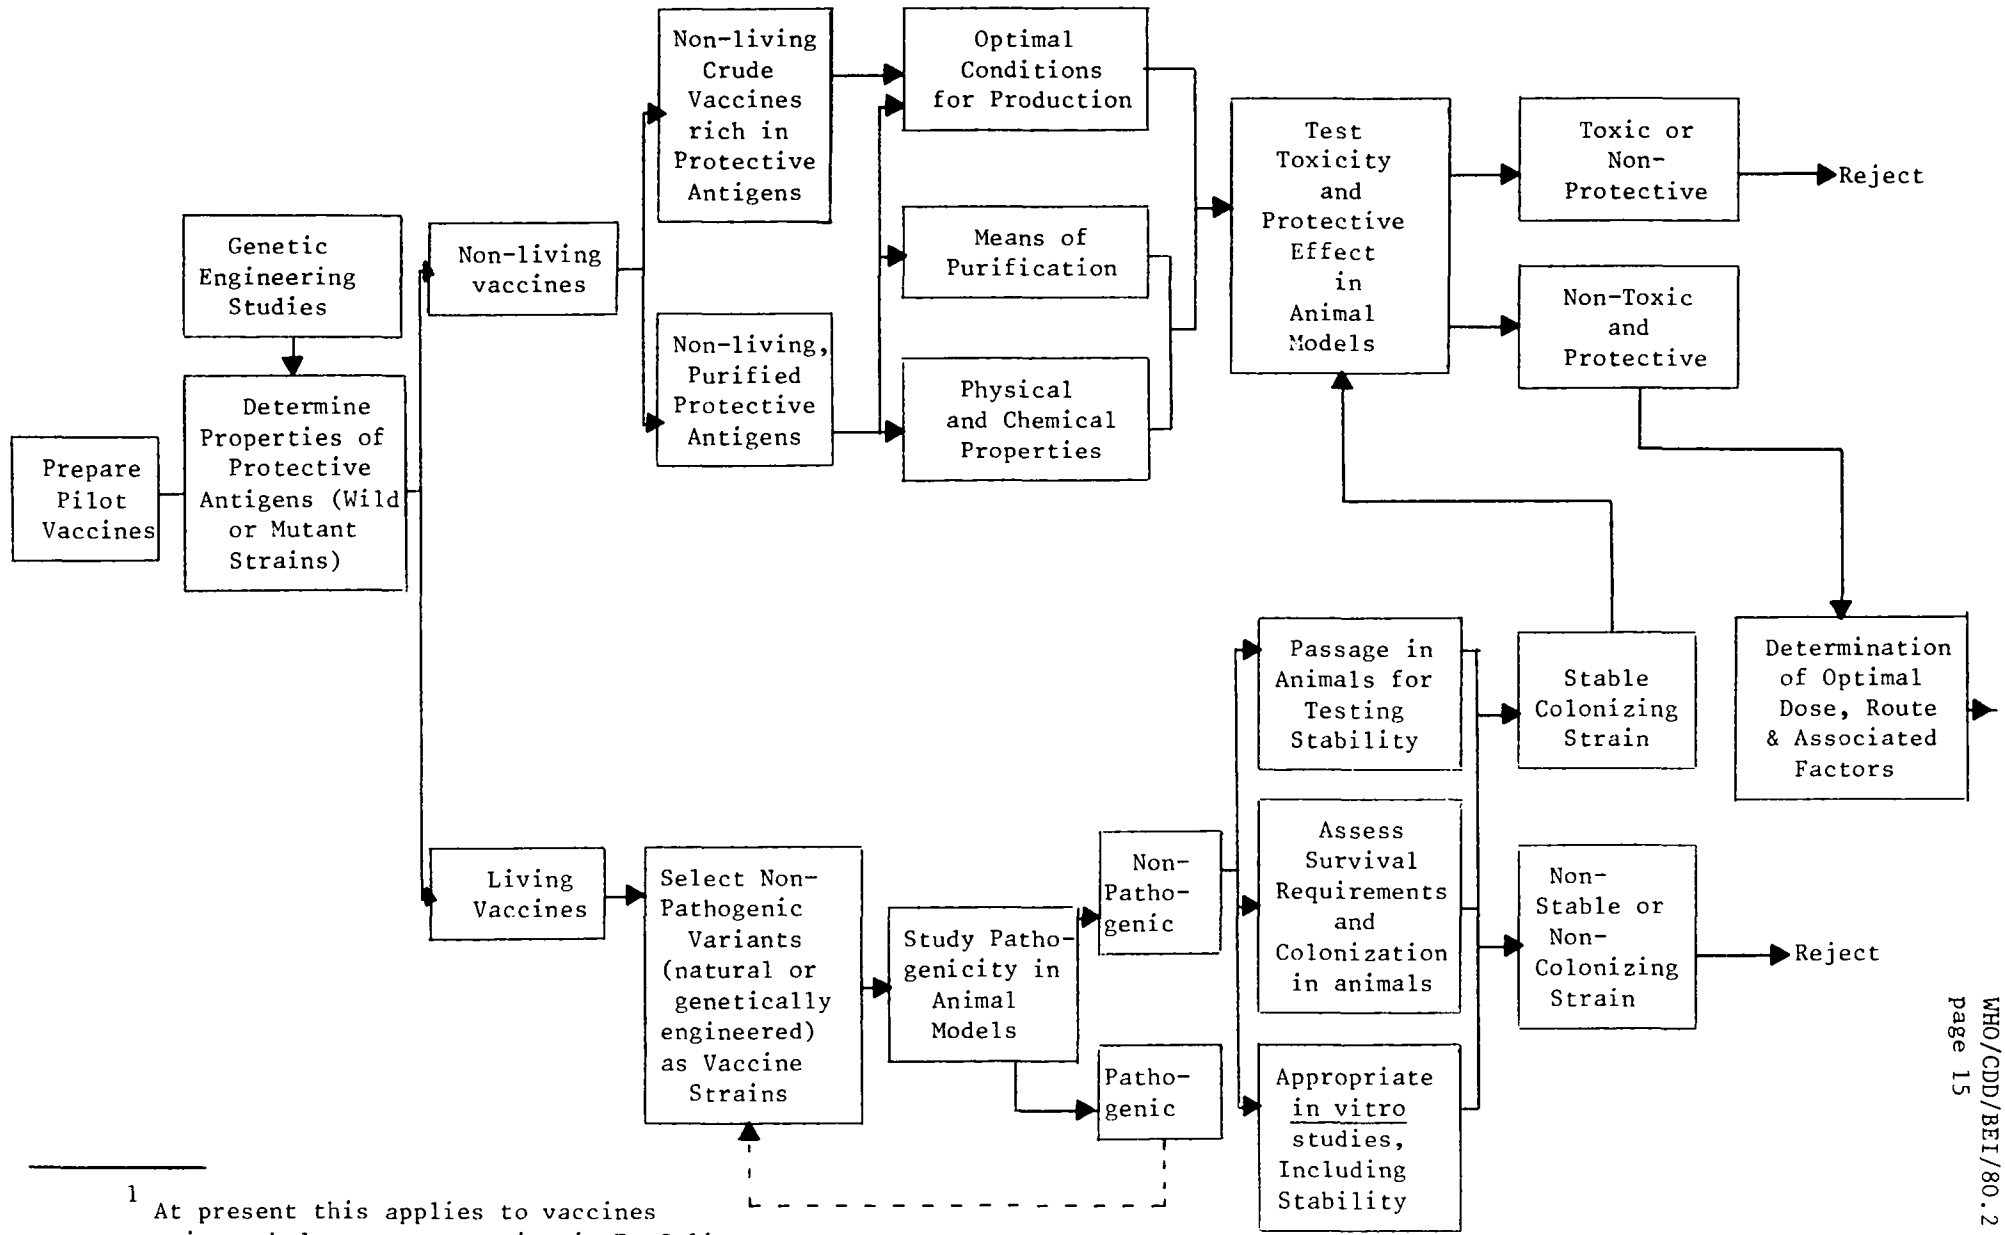 Prepare
Pilot
Vaccines
Genetic
Engineering
Studies
Determine
Properties of
Protective
Antigens (Wild
or Mutant
Strains)
Non-living
vaccines
Non-living
Crude
Vaccines
rich in
Protective
Antigens
Non-living,
Purified
Protective
Antigens
Optimal
Conditions
for Production
Means of
Purification
Physical
and Chemical
Properties
Test
Toxicity
and
Protective
Effect
in
Animal
Models
Toxic or
Non-
Protective
Reject
Non-Toxic
and
Protective
Living
Vaccines
Select Non-
Pathogenic
Variants
(natural or
genetically
engineered)
as Vaccine
Strains
Study Patho-
genicity in
Animal
Models
Non-
Patho-
genic
Patho-
genic
Passage in
Animals for
Testing
Stability
Assess
Survival
Requirements
and
Colonization
in animals
Appropriate
in vitro
studies,
Including
Stability
Stable
Colonizing
Strain
Non-
Stable or
Non-
Colonizing
Strain
Reject
Determination
of Optimal
Dose, Route
& Associated
Factors
WHO/CDD/BEI/80.2
page 15
1
At present this applies to vaccines